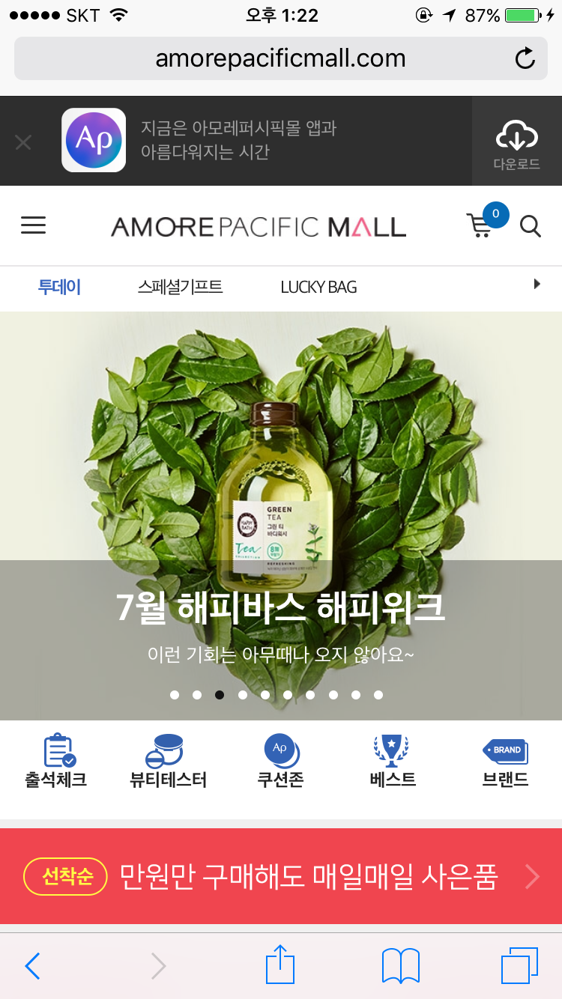 SKT 오후 1:22 87%
amorepacificmall.com
Ap
지금은 아모레퍼시픽몰 앱과
아름다워지는 시간
다운로드
AMOREPACIFIC MALL
0
투데이 스페셜기프트 LUCKY BAG
GREEN
TEA
그린 티
바디워시
HAPPY
BATH
Tea
COLLECTION
REFRESHING
7월 해피바스 해피위크
이런 기회는 아무때나 오지 않아요~
Ap
BRAND
출석체크 뷰티테스터 쿠션존 베스트 브랜드
선착순 만원만 구매해도 매일매일 사은품